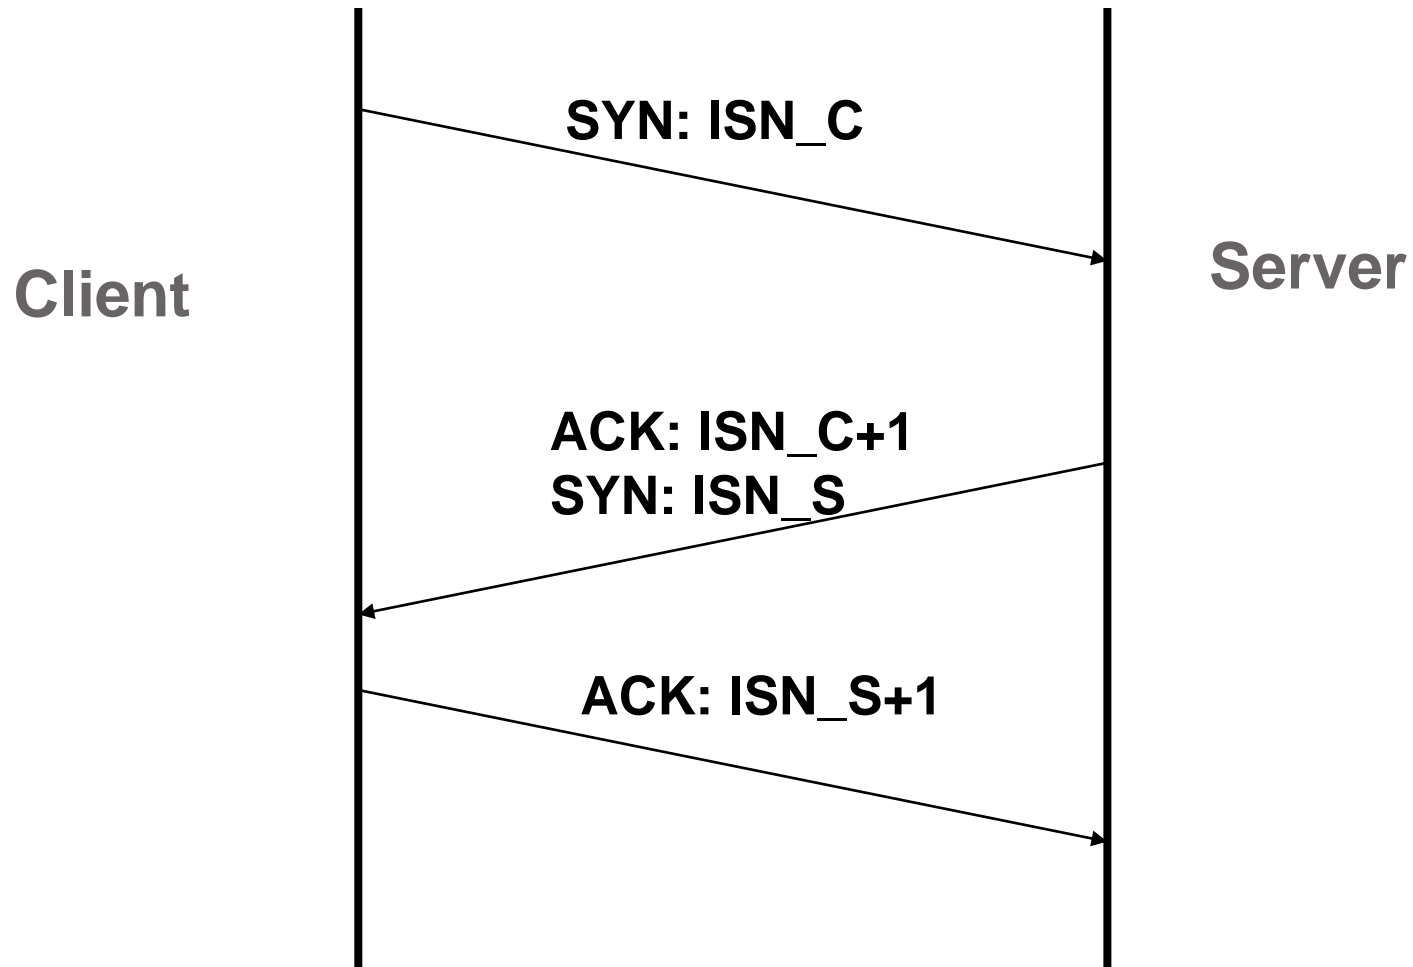 SYN: ISN_C
Client
Server
ACK: ISN_C+1
SYN: ISN_S
ACK: ISN_S+1